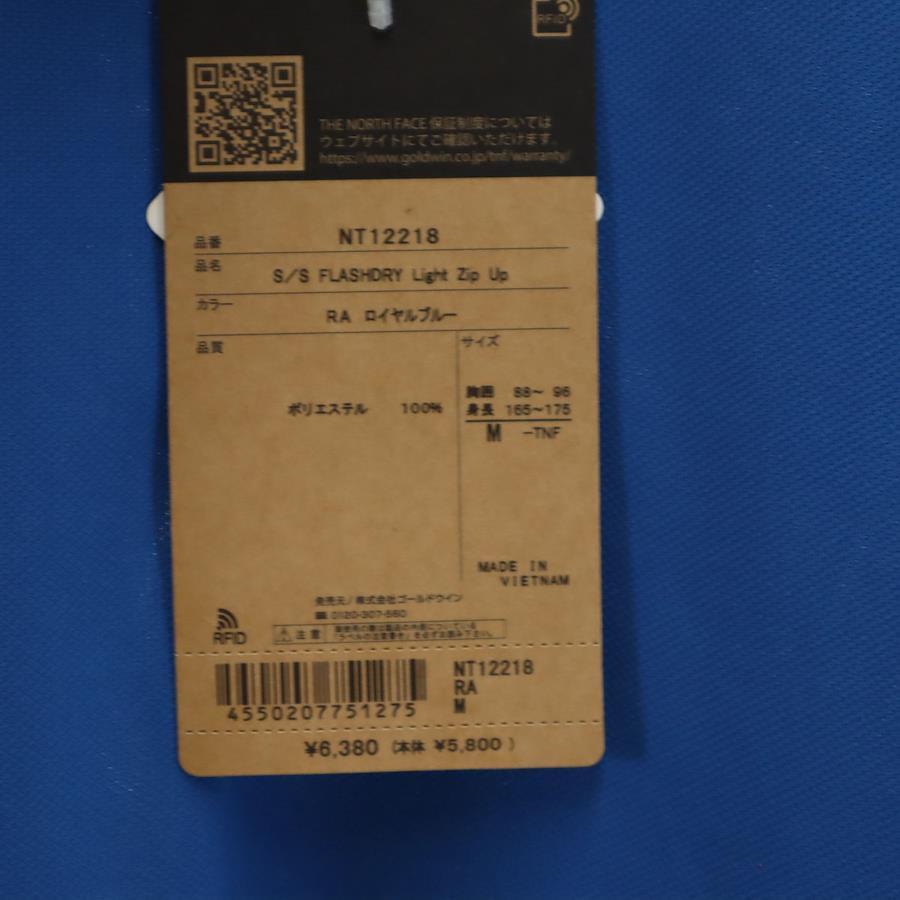 RFID
THE NORTH FACE 保証制度については
ウェブサイトにてご確認いただけます。
https://www.goldwin.co.jp/tnf/warranty/
品番 NT12218
品名 S/S FLASHDRY Light Zip Up
カラー RA ロイヤルブルー
品質
ポリエステル 100%
サイズ
胸囲 88～ 96
身長 165～175
M -TNF
MADE IN
VIETNAM
発売元/株式会社ゴールドウイン
☎ 0120-307-560
RFID
注意
NT12218
RA
M
4550207751275
¥6,380 (本体 ¥5,800 )